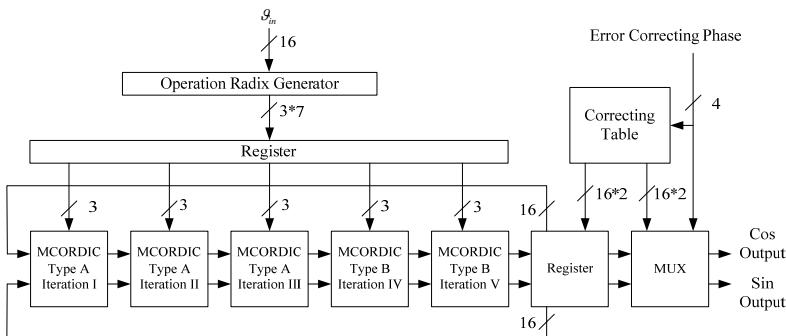 ϑin
16
Operation Radix Generator
3*7
Register
Error Correcting Phase
4
Correcting
Table
3
3
3
3
3
16
16*2
16*2
MCORDIC
Type A
Iteration I
MCORDIC
Type A
Iteration II
MCORDIC
Type A
Iteration III
MCORDIC
Type B
Iteration IV
MCORDIC
Type B
Iteration V
Register
MUX
Cos
Output
Sin
Output
16